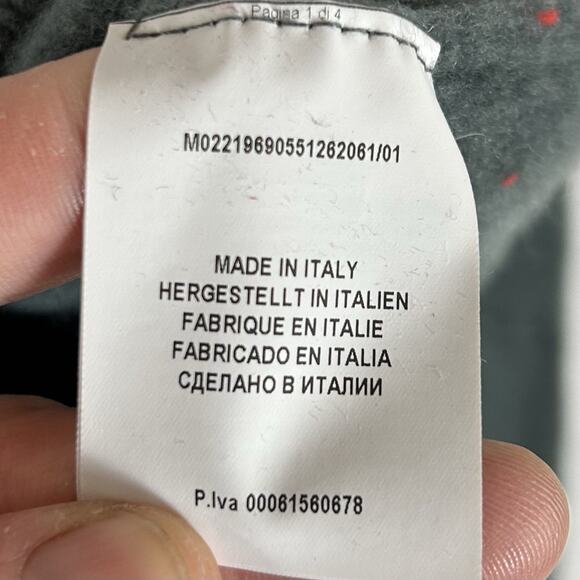 Pagina 1 di 4
M02219690551262061/01
MADE IN ITALY
HERGESTELLT IN ITALIEN
FABRIQUE EN ITALIE
FABRICADO EN ITALIA
СДЕЛАНО В ИТАЛИИ
P.Iva 00061560678